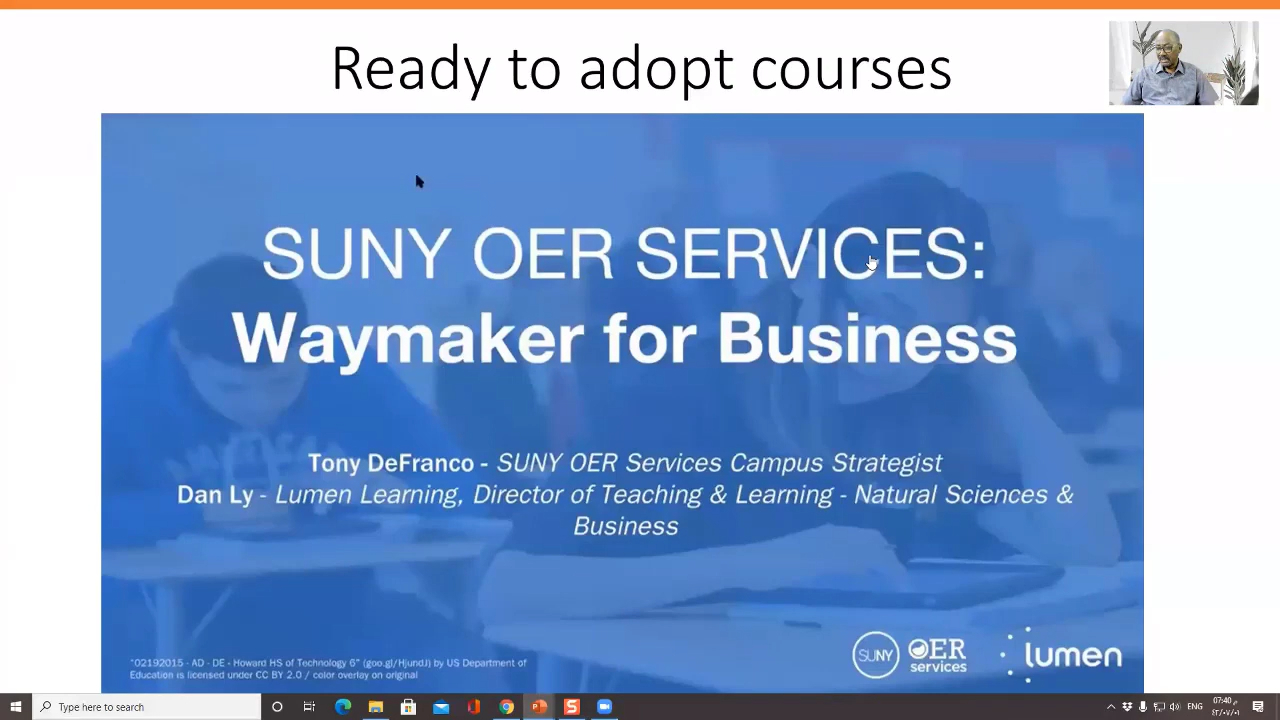 Ready to adopt courses
SUNY OER SERVICES:
Waymaker for Business
Tony DeFranco - SUNY OER Services Campus Strategist
Dan Ly - Lumen Learning, Director of Teaching & Learning - Natural Sciences &
Business
"02192015 - AD - DE - Howard HS of Technology 6" (goo.gl/HjundJ) by US Department of
Education is licensed under CC BY 2.0 / color overlay on original
SUNY
OER
services
lumen
Type here to search
ENG
07:40